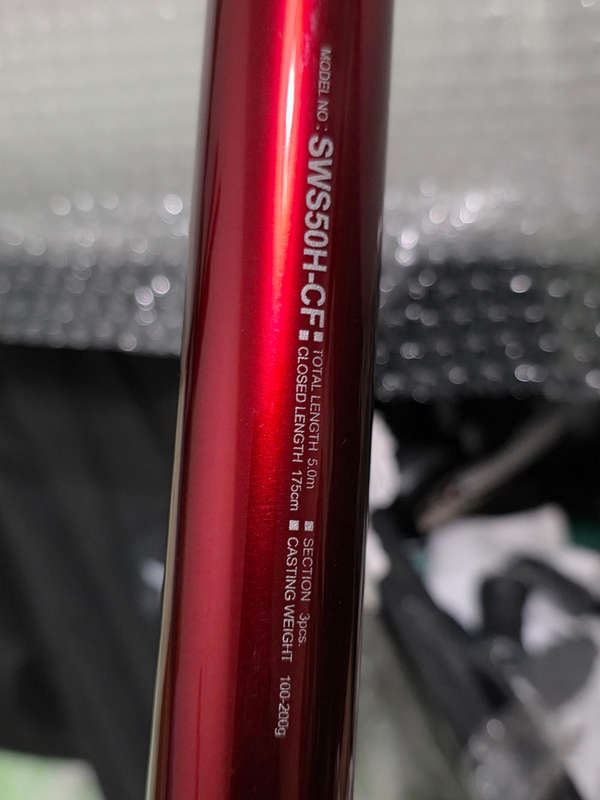 MODEL NO : SWS50H-CF
■ TOTAL LENGTH 5.0m ■ SECTION 3pcs.
■ CLOSED LENGTH 175cm ■ CASTING WEIGHT 100-200g